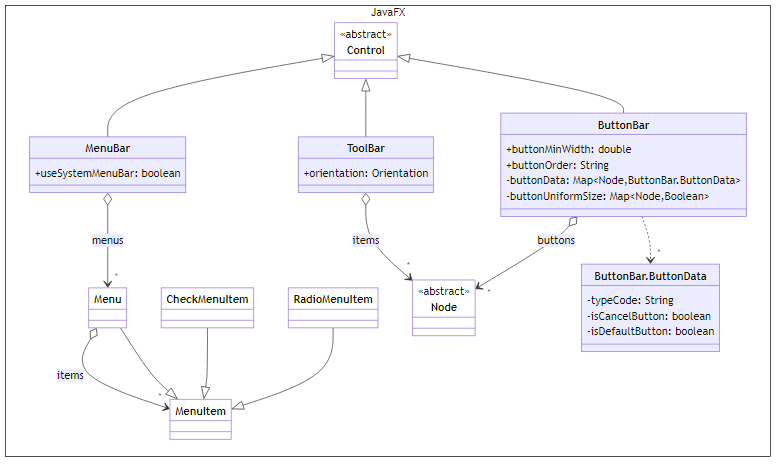 JavaFX
«abstract»
Control
MenuBar
+useSystemMenuBar: boolean
ToolBar
+orientation: Orientation
ButtonBar
+buttonMinWidth: double
+buttonOrder: String
-buttonData: Map<Node,ButtonBar.ButtonData>
-buttonUniformSize: Map<Node,Boolean>
menus
items
buttons
*
*
*
*
Menu
CheckMenuItem
RadioMenuItem
«abstract»
Node
ButtonBar.ButtonData
-typeCode: String
-isCancelButton: boolean
-isDefaultButton: boolean
items
*
MenuItem